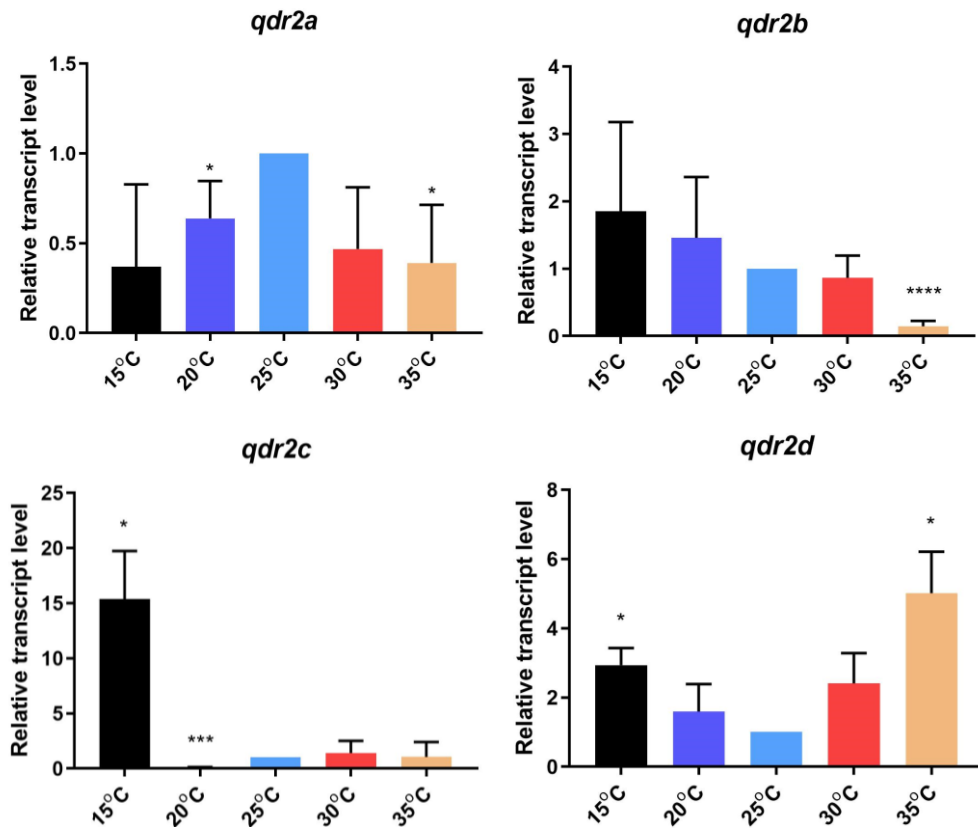 qdr2a
Relative transcript level
1.5
1.0
0.5
0.0
*
*
15°C
20°C
25°C
30°C
35°C
qdr2b
Relative transcript level
4
3
2
1
0
****
15°C
20°C
25°C
30°C
35°C
qdr2c
Relative transcript level
25
20
15
10
5
0
*
***
15°C
20°C
25°C
30°C
35°C
qdr2d
Relative transcript level
8
6
4
2
0
*
*
15°C
20°C
25°C
30°C
35°C